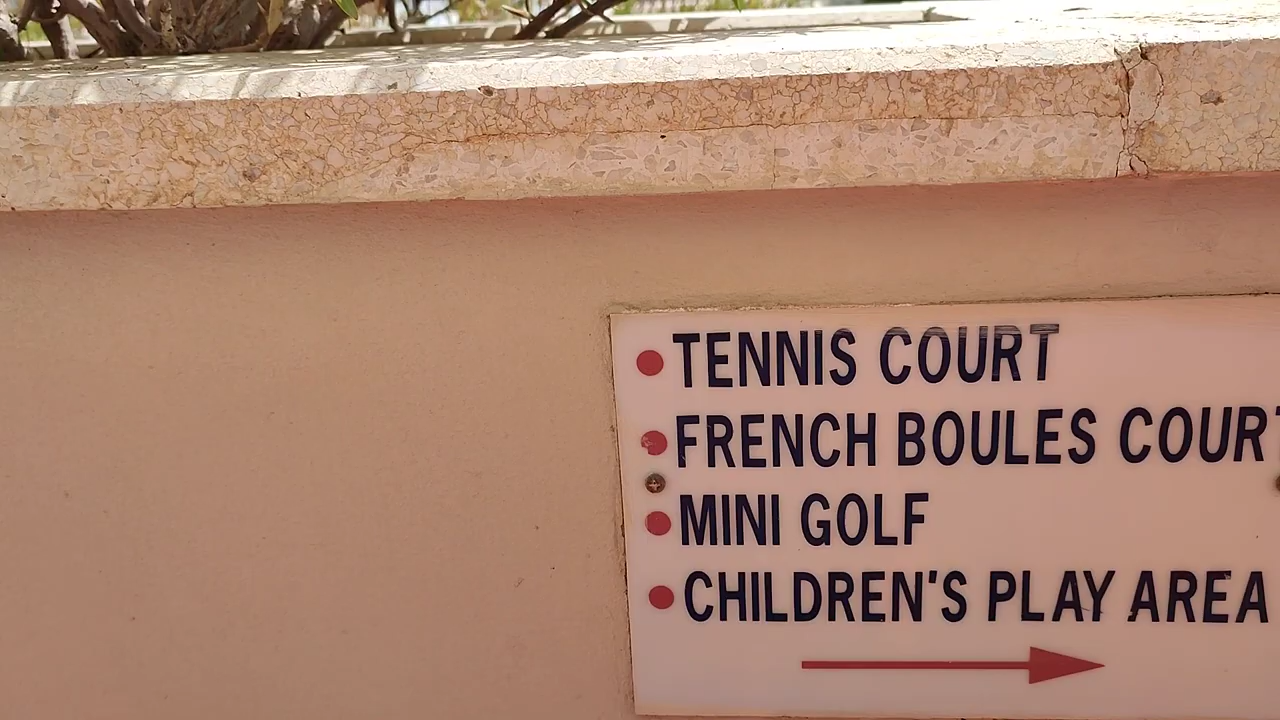 TENNIS COURT
FRENCH BOULES COURT
MINI GOLF
CHILDREN'S PLAY AREA